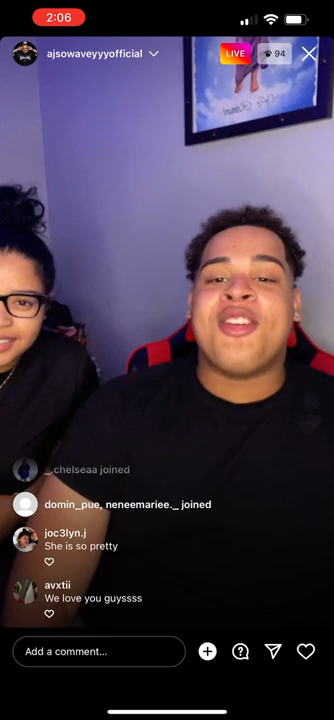 2:06
ajsowaveyyyofficial
LIVE
94
__chelseaa joined
domin_pue, neneemariee._ joined
joc3lyn.j
She is so pretty
avxtii
We love you guyssss
Add a comment...